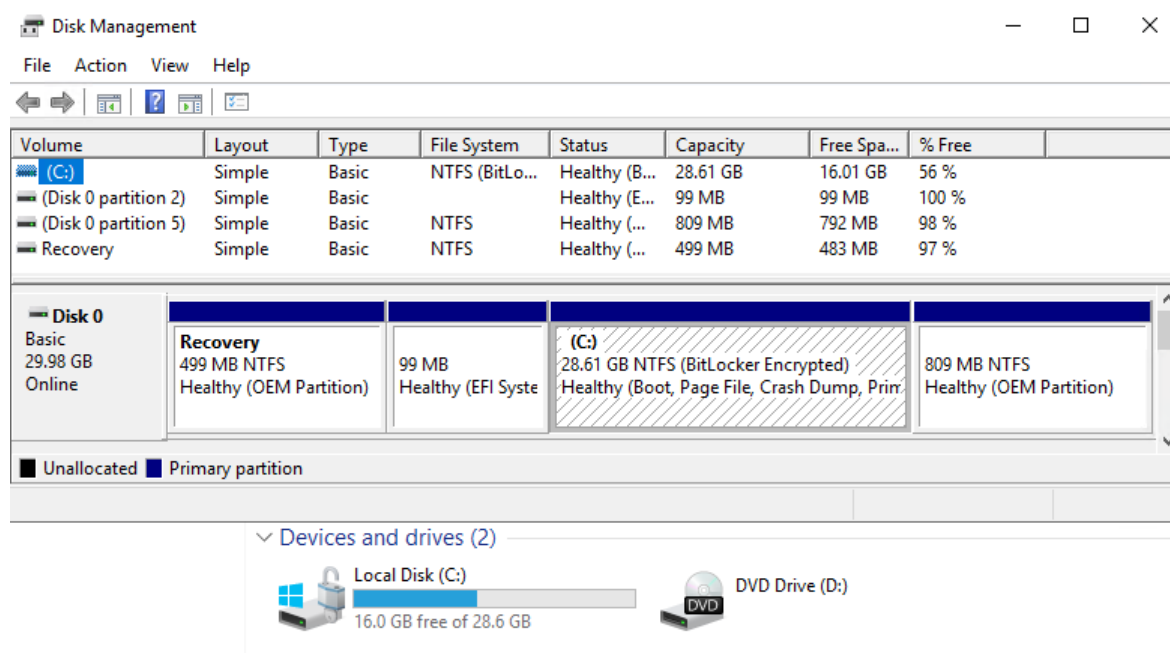 Disk Management
File Action View Help
Volume Layout Type File System Status Capacity Free Spa... % Free
(C:) Simple Basic NTFS (BitLo... Healthy (B... 28.61 GB 16.01 GB 56 %
(Disk 0 partition 2) Simple Basic Healthy (E... 99 MB 99 MB 100 %
(Disk 0 partition 5) Simple Basic NTFS Healthy (... 809 MB 792 MB 98 %
Recovery Simple Basic NTFS Healthy (... 499 MB 483 MB 97 %
Disk 0
Basic
29.98 GB
Online
Recovery
499 MB NTFS
Healthy (OEM Partition)
99 MB
Healthy (EFI Syste
(C:)
28.61 GB NTFS (BitLocker Encrypted)
Healthy (Boot, Page File, Crash Dump, Prim
809 MB NTFS
Healthy (OEM Partition)
Unallocated Primary partition
Devices and drives (2)
Local Disk (C:)
16.0 GB free of 28.6 GB
DVD Drive (D:)
DVD